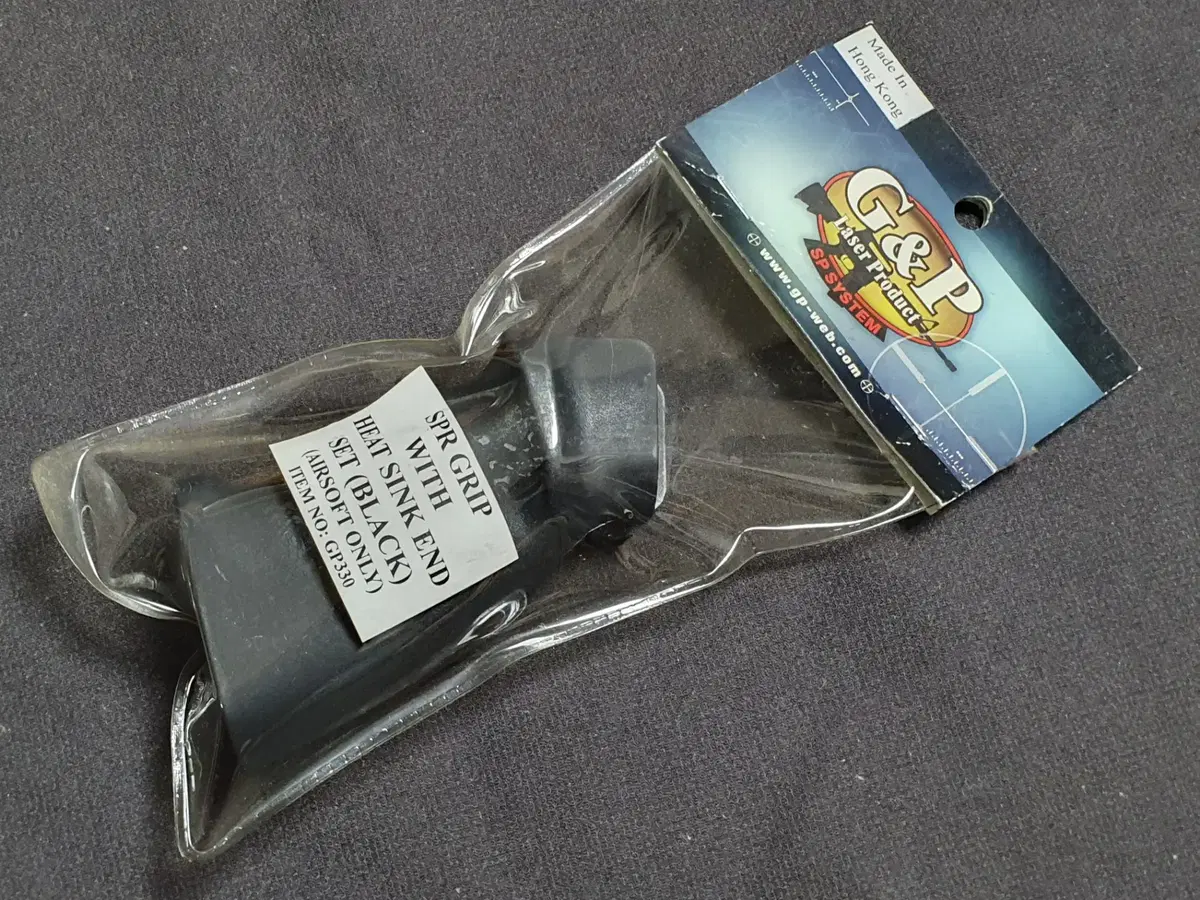 Made In
Hong Kong
G&P
Laser Product
SP SYSTEM
www.gp-web.com
SPR GRIP
WITH
HEAT SINK END
SET (BLACK)
(AIRSOFT ONLY)
ITEM NO: GP330